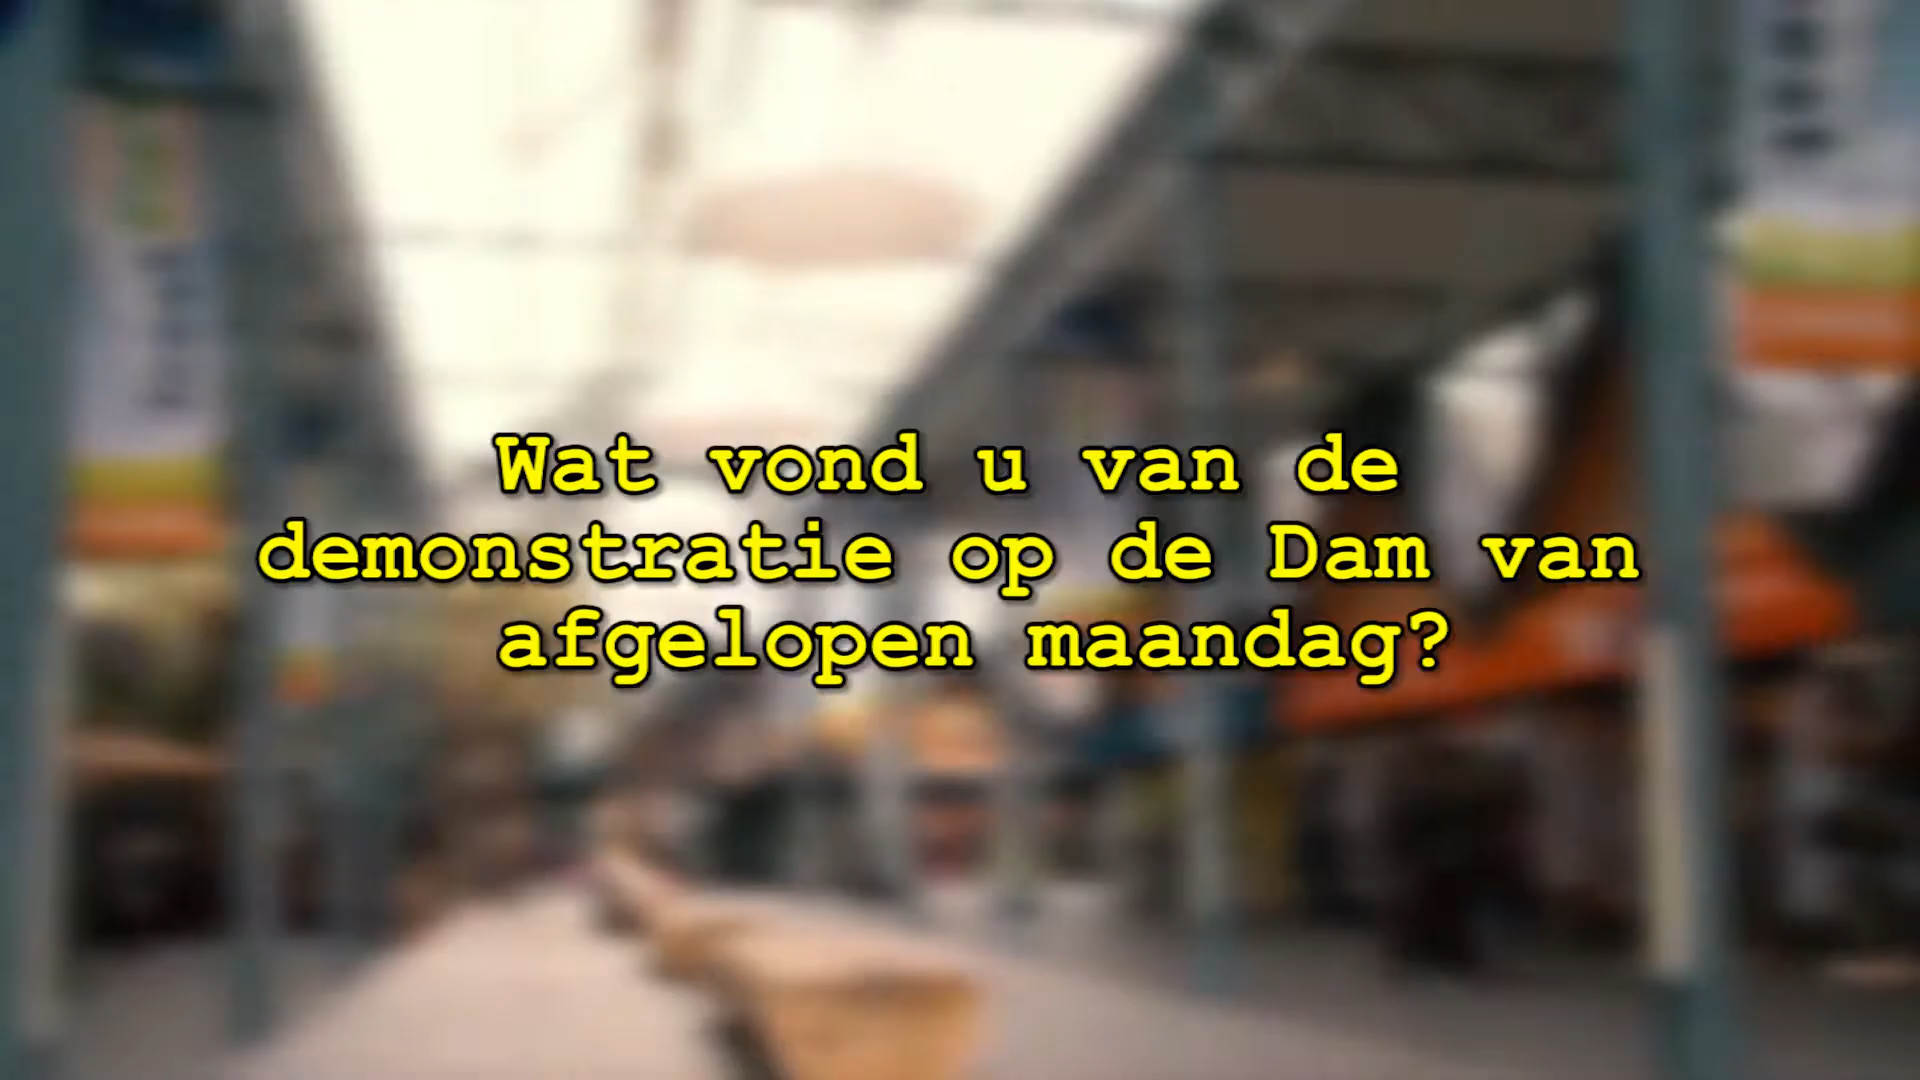 Wat vond u van de
demonstratie op de Dam van
afgelopen maandag?